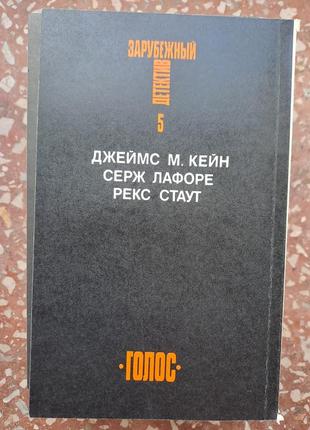 ЗАРУБЕЖНЫЙ
ДЕТЕКТИВ
5
ДЖЕЙМС М. КЕЙН
СЕРЖ ЛАФОРЕ
РЕКС СТАУТ
·ГОЛОС·